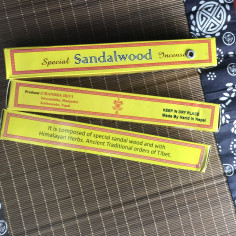 Special Sandalwood Incense
Producer:
KEEP IN DRY PLACE
Made By Hand in Nepal
It is composed of special sandal wood and with
Himalayan Herbs. Ancient Traditional orders of Tibet.